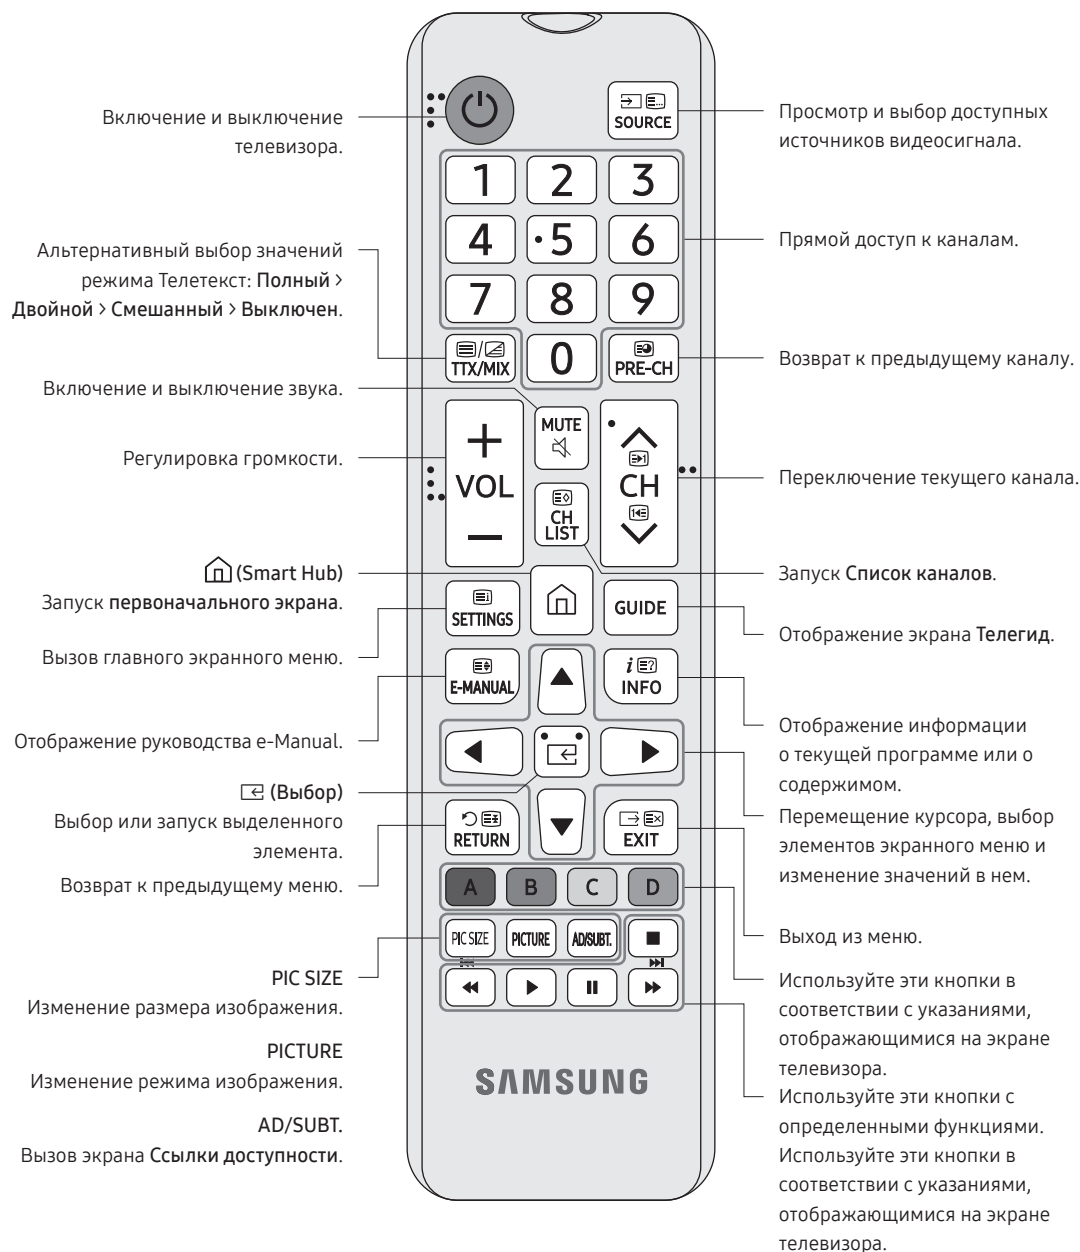 Включение и выключение
телевизора.
Альтернативный выбор значений
режима Телетекст: Полный >
Двойной > Смешанный > Выключен.
Включение и выключение звука.
Регулировка громкости.
(Smart Hub)
Запуск первоначального экрана.
Вызов главного экранного меню.
Отображение руководства e-Manual.
(Выбор)
Выбор или запуск выделенного
элемента.
Возврат к предыдущему меню.
PIC SIZE
Изменение размера изображения.
PICTURE
Изменение режима изображения.
AD/SUBT.
Вызов экрана Ссылки доступности.
SOURCE
1 2 3
4 5 6
7 8 9
TTX/MIX 0 PRE-CH
MUTE
VOL
CH
CH
LIST
SETTINGS
GUIDE
E-MANUAL
i
INFO
RETURN
EXIT
A B C D
PIC SIZE PICTURE AD/SUBT.
SAMSUNG
Просмотр и выбор доступных
источников видеосигнала.
Прямой доступ к каналам.
Возврат к предыдущему каналу.
Переключение текущего канала.
Запуск Список каналов.
Отображение экрана Телегид.
Отображение информации
о текущей программе или о
содержимом.
Перемещение курсора, выбор
элементов экранного меню и
изменение значений в нем.
Выход из меню.
Используйте эти кнопки в
соответствии с указаниями,
отображающимися на экране
телевизора.
Используйте эти кнопки с
определенными функциями.
Используйте эти кнопки в
соответствии с указаниями,
отображающимися на экране
телевизора.